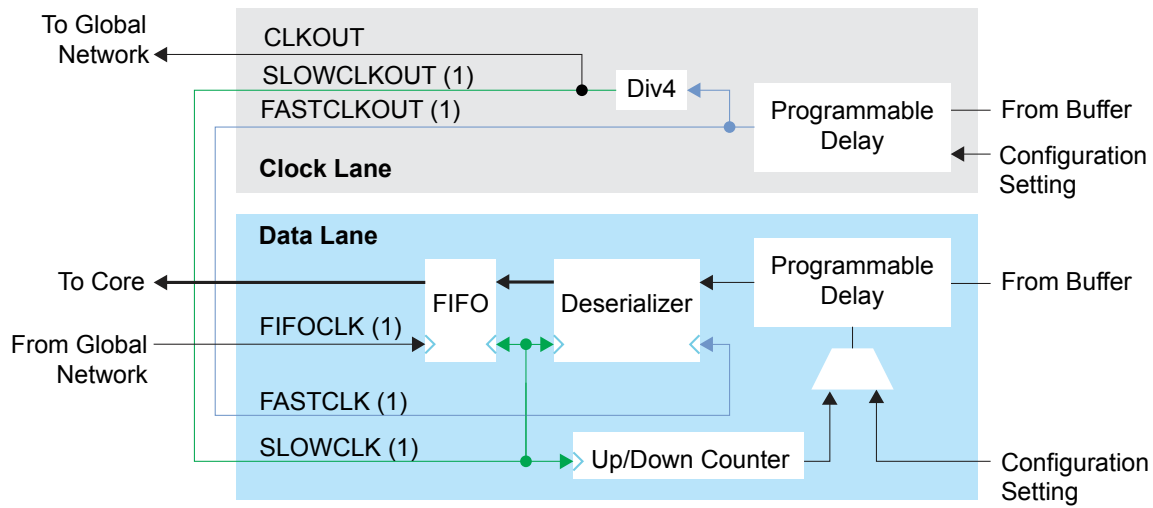 To Global
Network
CLKOUT
SLOWCLKOUT (1)
FASTCLKOUT (1)
Div4
Programmable
Delay
From Buffer
Configuration
Setting
Clock Lane
Data Lane
To Core
FIFO
Deserializer
Programmable
Delay
From Buffer
FIFOCLK (1)
From Global
Network
FASTCLK (1)
SLOWCLK (1)
Up/Down Counter
Configuration
Setting